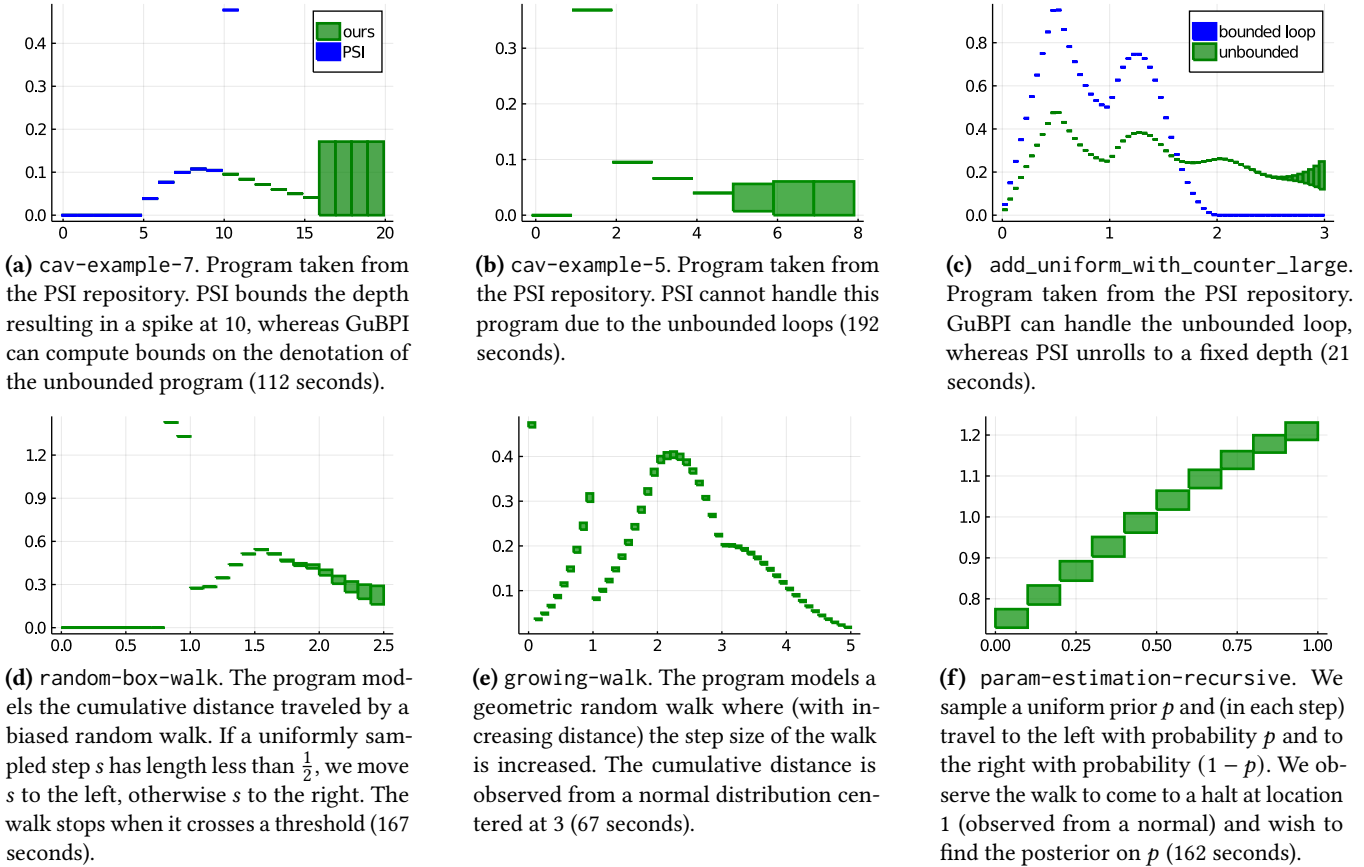 0.4
0.3
0.2
0.1
0.0
0
5
10
15
20
ours
PSI
(a) cav-example-7. Program taken from
the PSI repository. PSI bounds the depth
resulting in a spike at 10, whereas GuBPI
can compute bounds on the denotation of
the unbounded program (112 seconds).
0.3
0.2
0.1
0.0
0
2
4
6
8
(b) cav-example-5. Program taken from
the PSI repository. PSI cannot handle this
program due to the unbounded loops (192
seconds).
0.8
0.6
0.4
0.2
0.0
0
1
2
3
bounded loop
unbounded
(c) add_uniform_with_counter_large.
Program taken from the PSI repository.
GuBPI can handle the unbounded loop,
whereas PSI unrolls to a fixed depth (21
seconds).
1.2
0.9
0.6
0.3
0.0
0.0
0.5
1.0
1.5
2.0
2.5
(d) random-box-walk. The program mod-
els the cumulative distance traveled by a
biased random walk. If a uniformly sam-
pled step s has length less than 1/2, we move
s to the left, otherwise s to the right. The
walk stops when it crosses a threshold (167
seconds).
0.4
0.3
0.2
0.1
0
1
2
3
4
5
(e) growing-walk. The program models a
geometric random walk where (with in-
creasing distance) the step size of the walk
is increased. The cumulative distance is
observed from a normal distribution cen-
tered at 3 (67 seconds).
1.2
1.1
1.0
0.9
0.8
0.00
0.25
0.50
0.75
1.00
(f) param-estimation-recursive. We
sample a uniform prior p and (in each step)
travel to the left with probability p and to
the right with probability (1 − p). We ob-
serve the walk to come to a halt at location
1 (observed from a normal) and wish to
find the posterior on p (162 seconds).